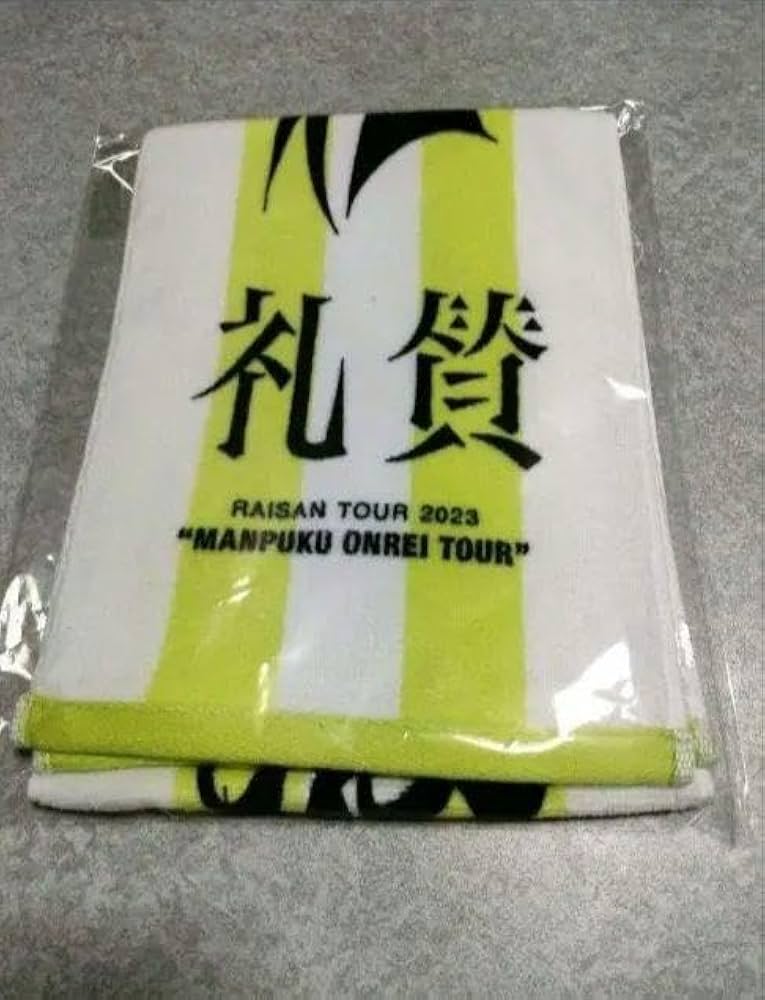 礼賛
RAISAN TOUR 2023
“MANPUKU ONREI TOUR”